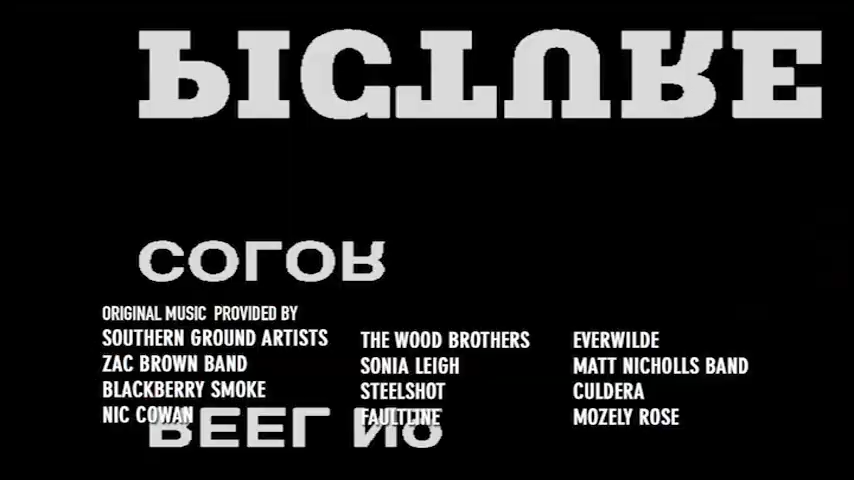 PICTURE
COLOR
ORIGINAL MUSIC PROVIDED BY
SOUTHERN GROUND ARTISTS
ZAC BROWN BAND
BLACKBERRY SMOKE
NIC COWAN
THE WOOD BROTHERS
SONIA LEIGH
STEELSHOT
FAULTLINE
EVERWILDE
MATT NICHOLLS BAND
CULDERA
MOZELY ROSE
REEL NO